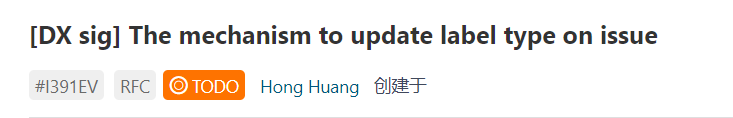 [DX sig] The mechanism to update label type on issue
#I391EV RFC TODO Hong Huang 创建于